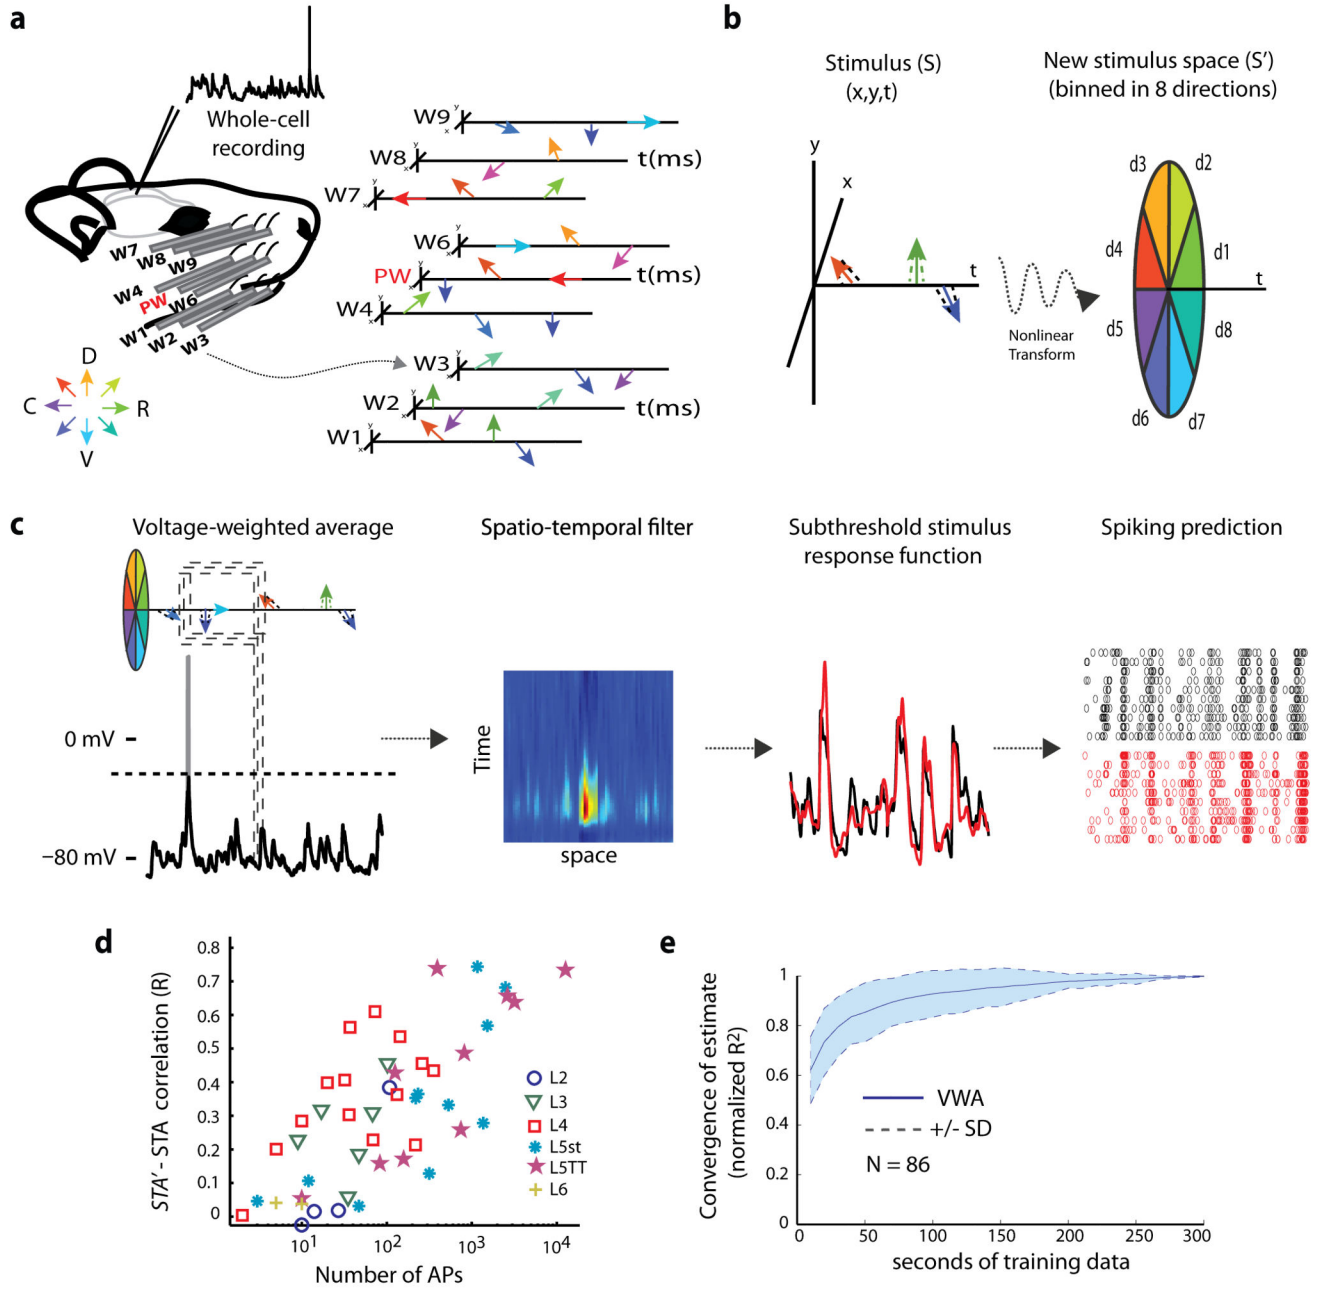 a
Whole-cell
recording
W7
W8
W9
W4
PW
W6
W1
W2
W3
D
C
R
V
W9
y
x
W8
y
x
t(ms)
W7
y
x
W6
y
x
PW
y
x
t(ms)
W4
y
x
W3
y
x
W2
y
x
t(ms)
W1
y
x
b
Stimulus (S)
(x,y,t)
New stimulus space (S′)
(binned in 8 directions)
y
x
t
Nonlinear
Transform
d3
d2
d4
d1
t
d5
d8
d6
d7
c
Voltage-weighted average
0 mV
−80 mV
Spatio-temporal filter
Time
space
Subthreshold stimulus
response function
Spiking prediction
d
STA′ - STA correlation (R)
0.8
0.7
0.6
0.5
0.4
0.3
0.2
0.1
0
10¹
10²
10³
10⁴
Number of APs
L2
L3
L4
L5st
L5TT
L6
e
Convergence of estimate
(normalized R²)
1
0.8
0.6
0.4
0.2
0
0
50
100
150
200
250
300
seconds of training data
VWA
+/- SD
N = 86